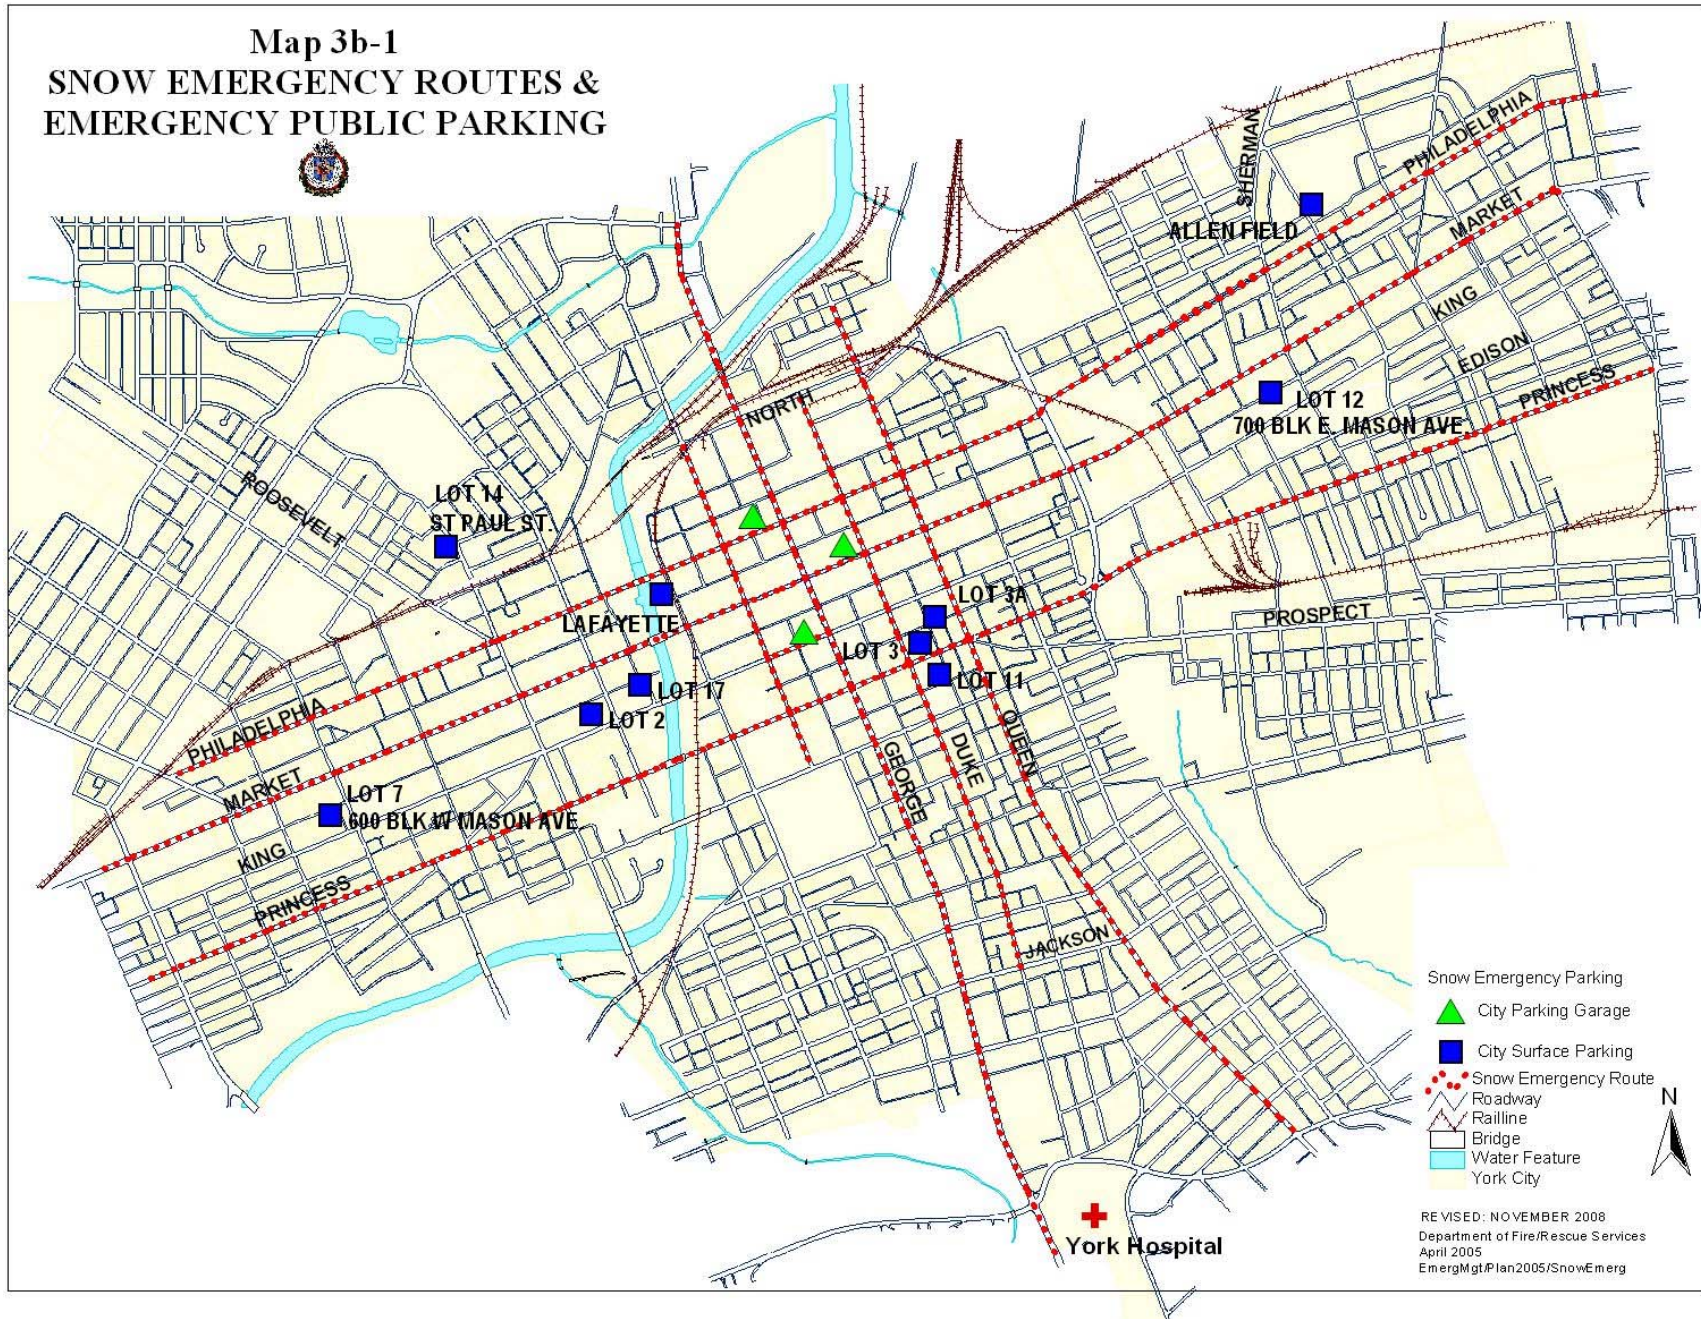 Map 3b-1
SNOW EMERGENCY ROUTES &
EMERGENCY PUBLIC PARKING
SHERMAN
PHILADELPHIA
MARKET
ALLEN FIELD
KING
EDISON
PRINCESS
LOT 12
700 BLK E. MASON AVE.
NORTH
ROOSEVELT
LOT 14
ST PAUL ST.
LAFAYETTE
LOT 3A
LOT 3
LOT 11
PROSPECT
LOT 17
LOT 2
PHILADELPHIA
MARKET
LOT 7
600 BLK W MASON AVE.
KING
PRINCESS
GEORGE
DUKE
QUEEN
JACKSON
York Hospital
Snow Emergency Parking
City Parking Garage
City Surface Parking
Snow Emergency Route
Roadway
Railline
Bridge
Water Feature
York City
N
REVISED: NOVEMBER 2008
Department of Fire/Rescue Services
April 2005
EmergMgt/Plan2005/SnowEmerg